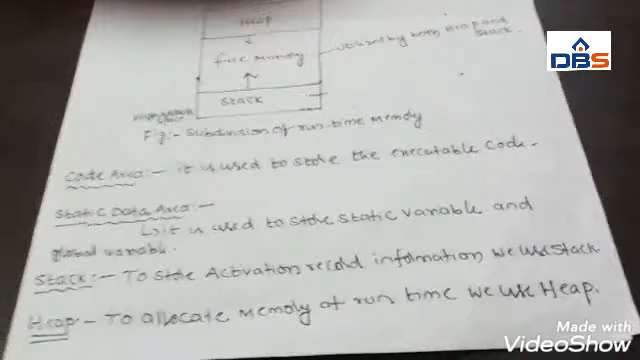 Heap
free memory
used by both Heap and
Stack.
Stack
DBS
Fig:- Subdivision of run time memory
Code Area:- it is used to store the executable code.
Static Data Area:-
it is used to store static variable and
global variable.
Stack:- To store Activation record information we use Stack
Heap - To allocate memory at run time we use Heap.
Made with
VideoShow